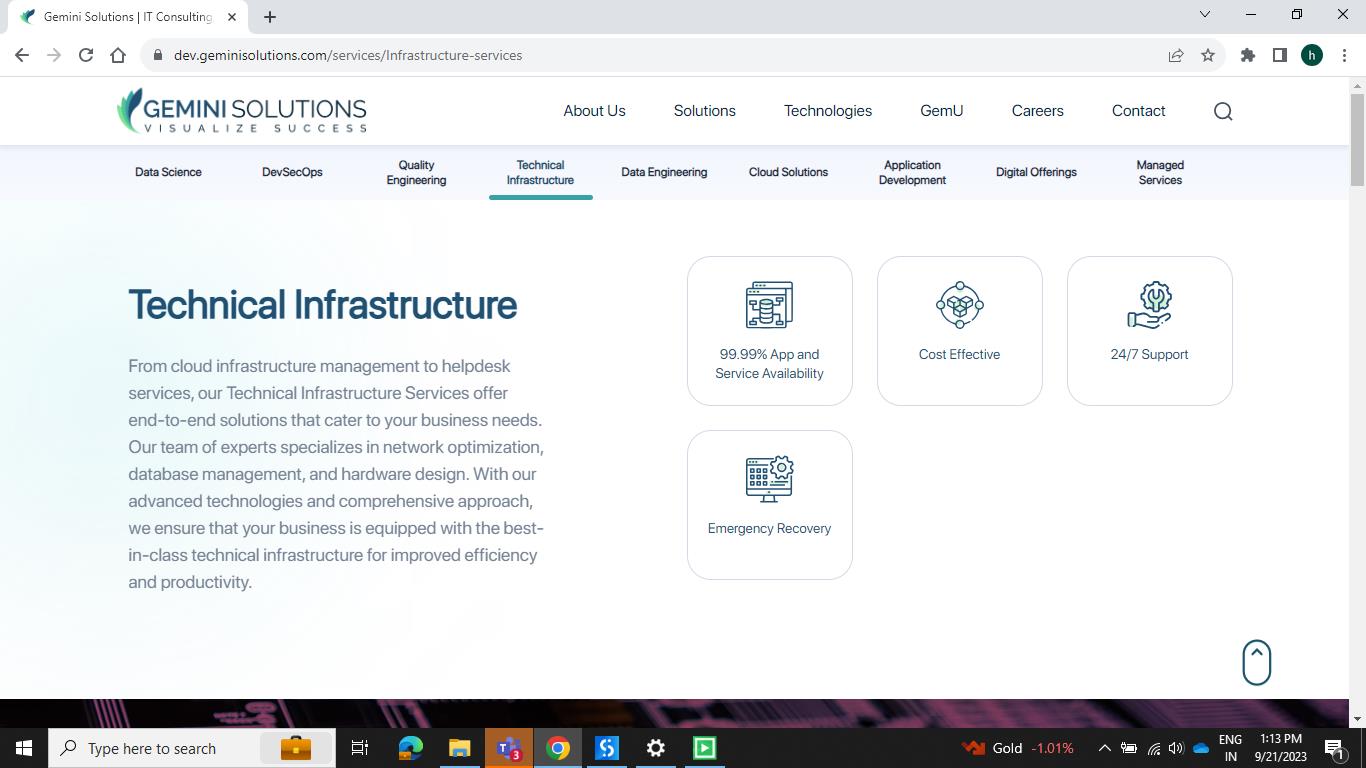 Gemini Solutions | IT Consulting
dev.geminisolutions.com/services/Infrastructure-services
h
GEMINI SOLUTIONS
VISUALIZE SUCCESS
About Us
Solutions
Technologies
GemU
Careers
Contact
Data Science
DevSecOps
Quality
Engineering
Technical
Infrastructure
Data Engineering
Cloud Solutions
Application
Development
Digital Offerings
Managed
Services
Technical Infrastructure
From cloud infrastructure management to helpdesk
services, our Technical Infrastructure Services offer
end-to-end solutions that cater to your business needs.
Our team of experts specializes in network optimization,
database management, and hardware design. With our
advanced technologies and comprehensive approach,
we ensure that your business is equipped with the best-
in-class technical infrastructure for improved efficiency
and productivity.
99.99% App and
Service Availability
Cost Effective
24/7 Support
Emergency Recovery
Type here to search
3
Gold -1.01%
ENG
IN
1:13 PM
9/21/2023
1